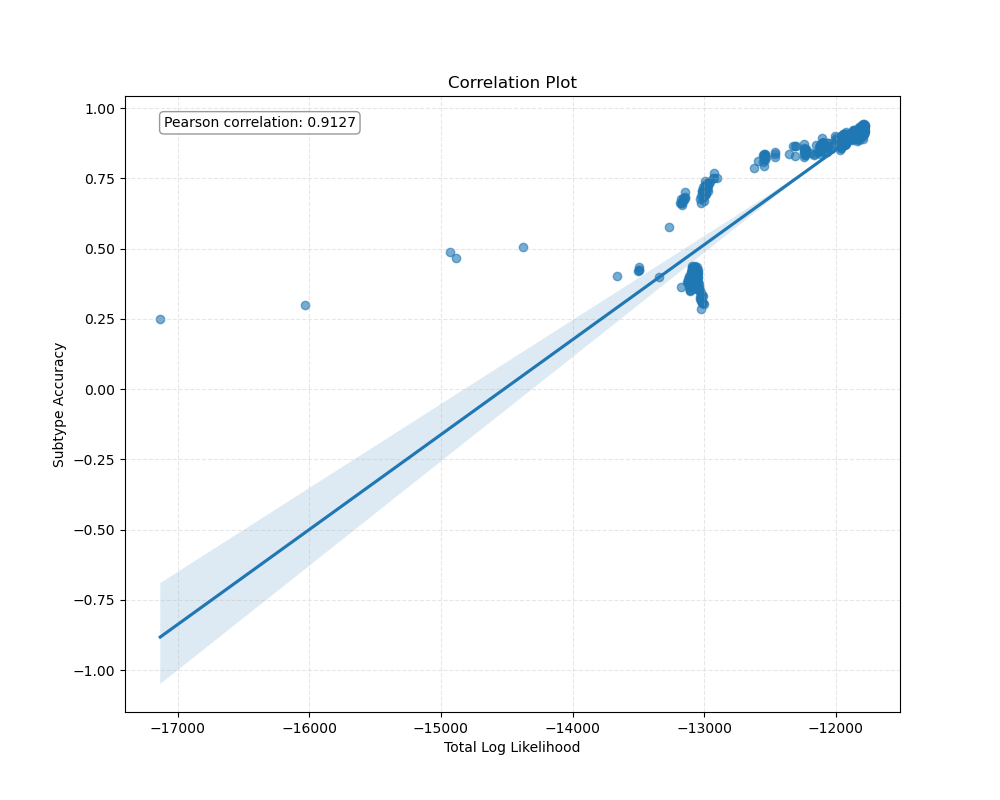 Correlation Plot
Pearson correlation: 0.9127
1.00
0.75
0.50
0.25
0.00
−0.25
−0.50
−0.75
−1.00
Subtype Accuracy
−17000 −16000 −15000 −14000 −13000 −12000
Total Log Likelihood